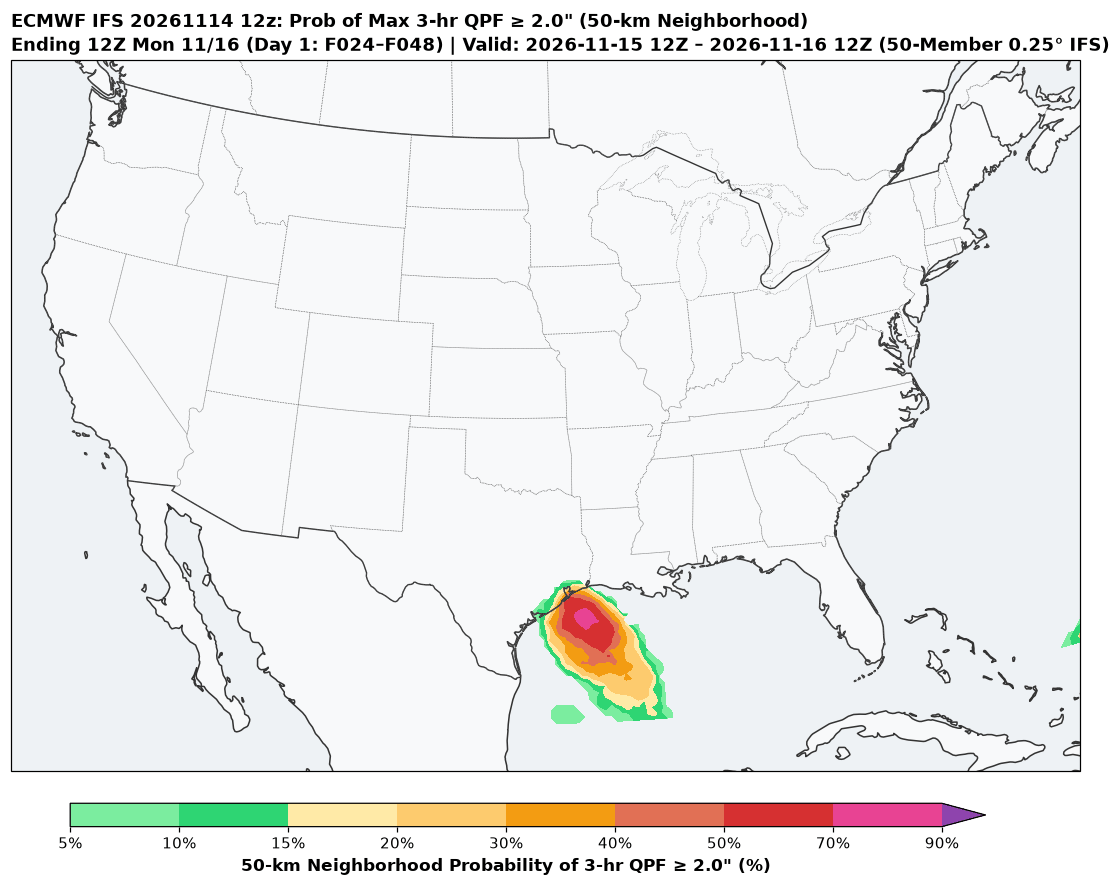 ECMWF IFS 20261114 12z: Prob of Max 3-hr QPF ≥ 2.0" (50-km Neighborhood)
Ending 12Z Mon 11/16 (Day 1: F024–F048) | Valid: 2026-11-15 12Z – 2026-11-16 12Z (50-Member 0.25° IFS)
5% 10% 15% 20% 30% 40% 50% 70% 90%
50-km Neighborhood Probability of 3-hr QPF ≥ 2.0" (%)